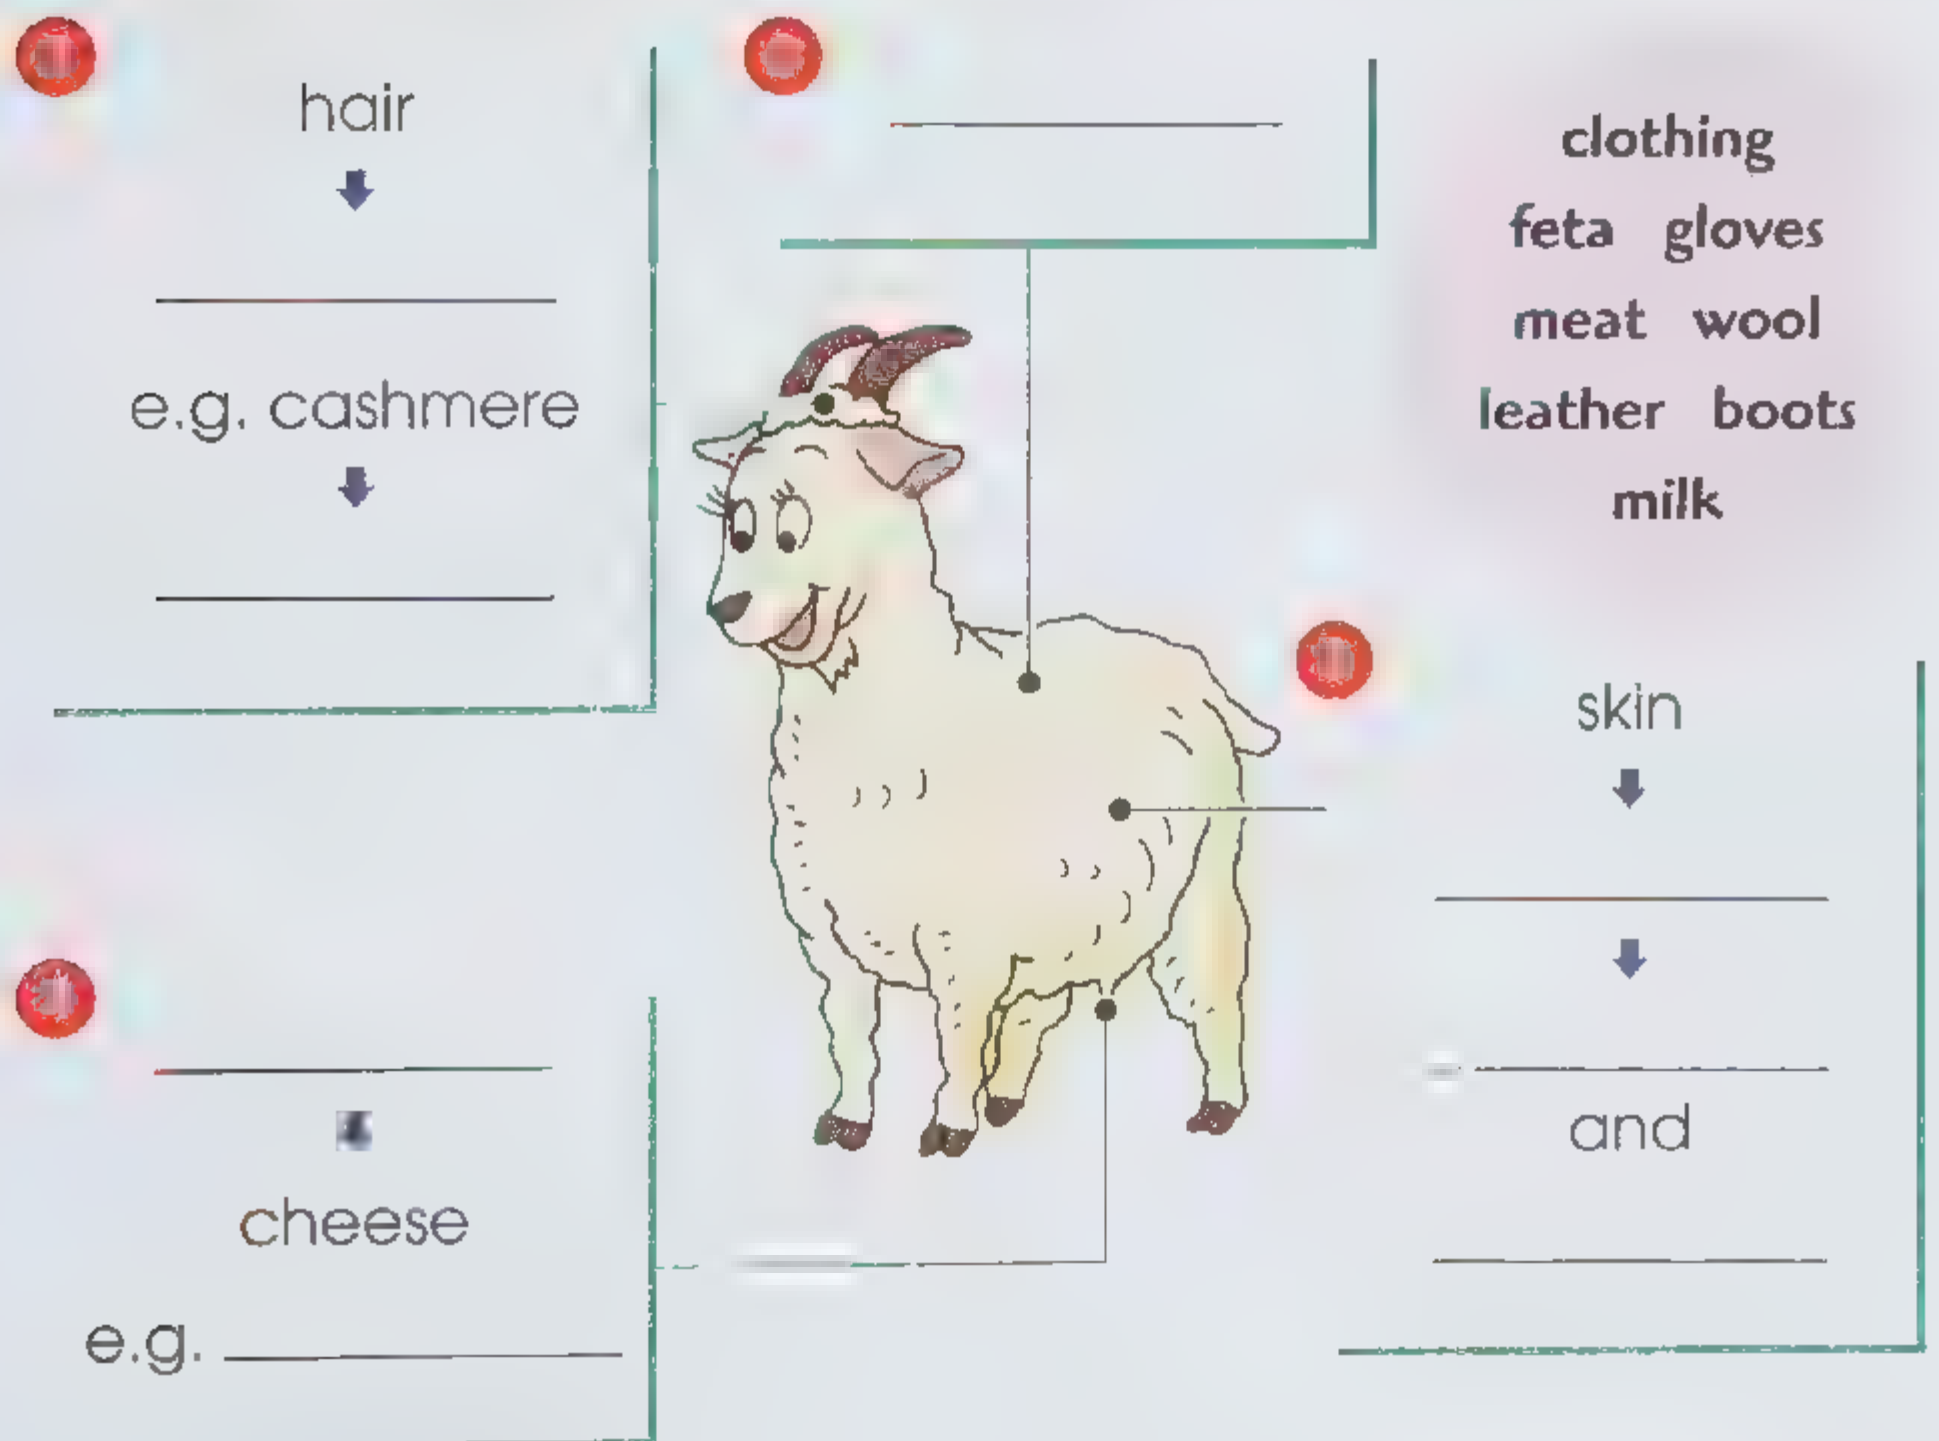 hair
e.g. cashmere
clothing
feta gloves
meat wool
leather boots
milk
skin
and
cheese
e.g.